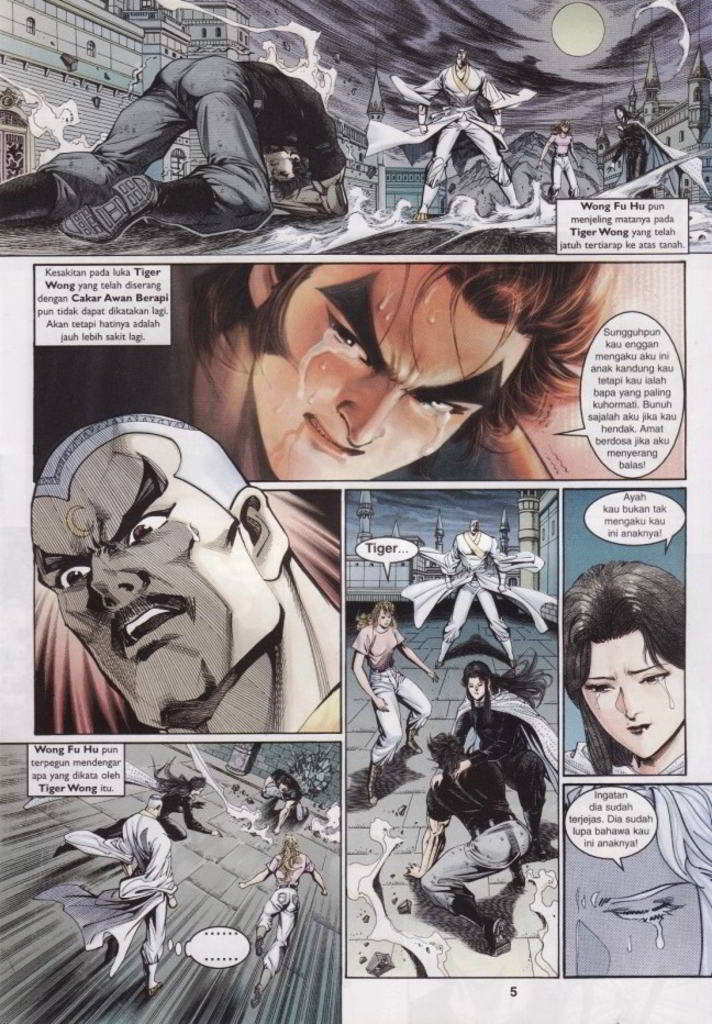 Wong Fu Hu pun
menjeling matanya pada
Tiger Wong yang telah
jatuh tertiarap ke atas tanah.
Kesakitan pada luka Tiger
Wong yang telah diserang
dengan Cakar Awan Berapi
pun tidak dapat dikatakan lagi.
Akan tetapi hatinya adalah
jauh lebih sakit lagi.
Sungguhpun
kau enggan
mengaku aku ini
anak kandung kau
tetapi kau ialah
bapa yang paling
kuhormati. Bunuh
sajalah aku jika kau
hendak. Amat
berdosa jika aku
menyerang
balas!
Tiger...
Ayah
kau bukan tak
mengaku kau
ini anaknya!
Wong Fu Hu pun
terpegun mendengar
apa yang dikata oleh
Tiger Wong itu.
Ingatan
dia sudah
terjejas. Dia sudah
lupa bahawa kau
ini anaknya!
5